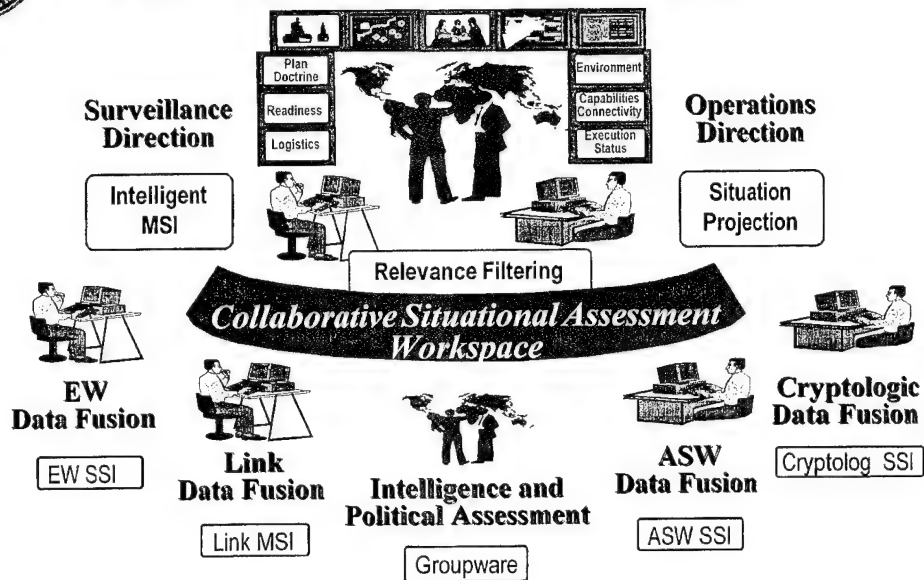 Plan
Doctrine
Readiness
Logistics
Environment
Capabilities
Connectivity
Execution
Status
Surveillance
Direction
Operations
Direction
Intelligent
MSI
Situation
Projection
Relevance Filtering
Collaborative Situational Assessment
Workspace
EW
Data Fusion
EW SSI
Link
Data Fusion
Link MSI
Intelligence and
Political Assessment
Groupware
ASW
Data Fusion
ASW SSI
Cryptologic
Data Fusion
Cryptolog SSI